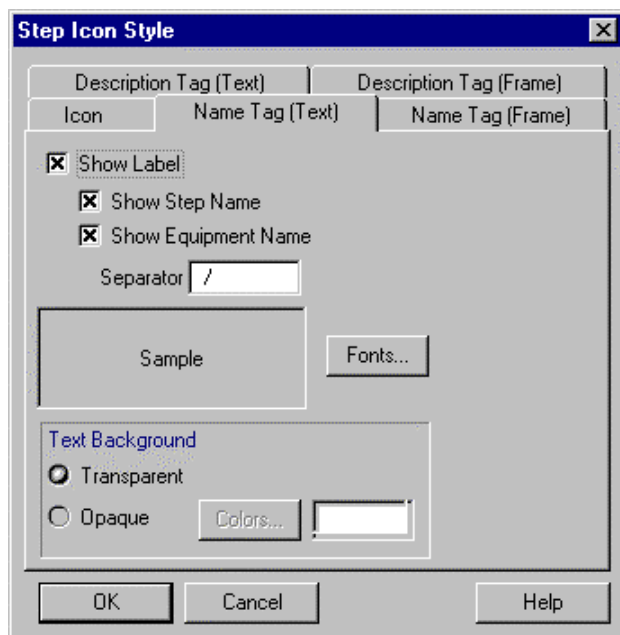 Step Icon Style
Description Tag (Text) Description Tag (Frame)
Icon Name Tag (Text) Name Tag (Frame)
Show Label
Show Step Name
Show Equipment Name
Separator /
Sample Fonts...
Text Background
Transparent
Opaque Colors...
OK Cancel Help